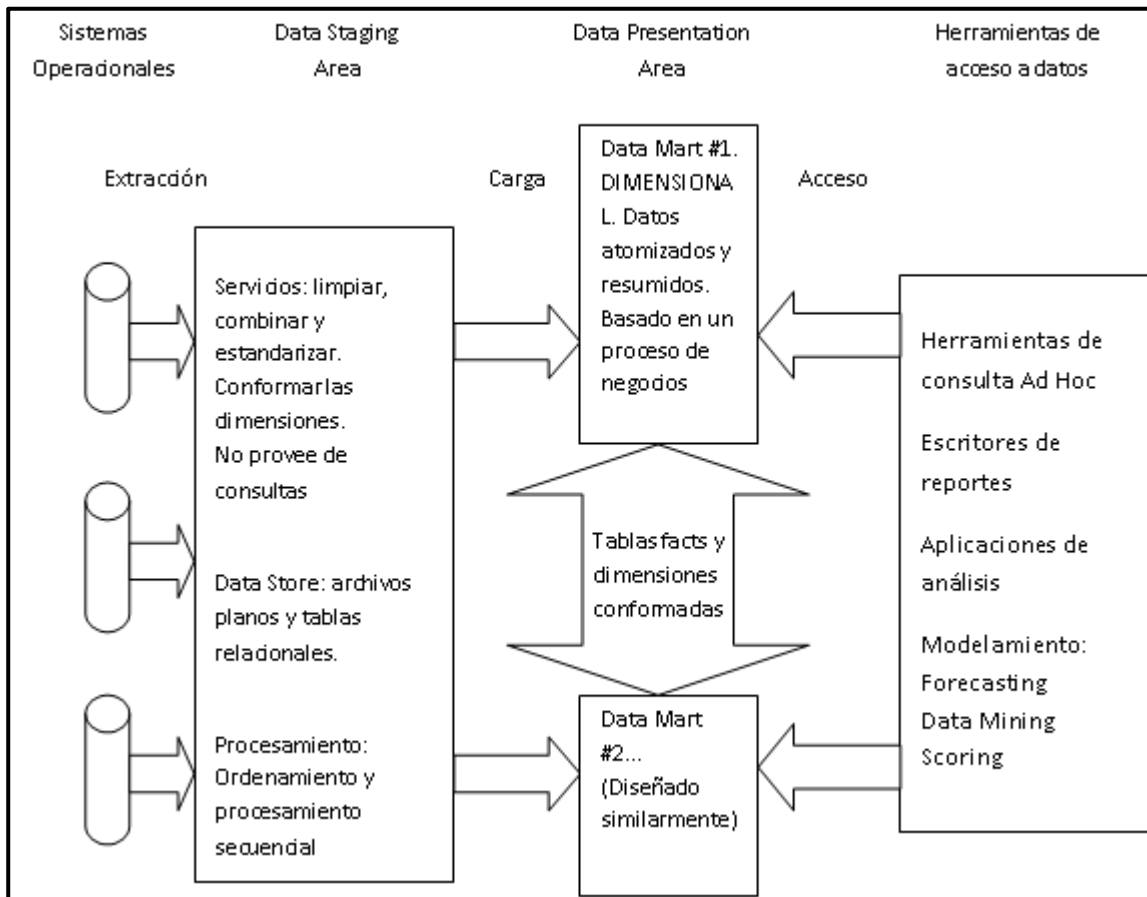 Sistemas
Operacionales
Data Staging
Area
Data Presentation
Area
Herramientas de
acceso a datos
Extracción
Carga
Acceso
Servicios: limpiar,
combinar y
estandarizar.
Conformar las
dimensiones.
No provee de
consultas
Data Store: archivos
planos y tablas
relacionales.
Procesamiento:
Ordenamiento y
procesamiento
secuencial
Data Mart #1.
DIMENSIONA
L. Datos
atomizados y
resumidos.
Basado en un
proceso de
negocios
Tablas facts y
dimensiones
conformadas
Data Mart
#2...
(Diseñado
similarmente)
Herramientas de
consulta Ad Hoc
Escritores de
reportes
Aplicaciones de
análisis
Modelamiento:
Forecasting
Data Mining
Scoring